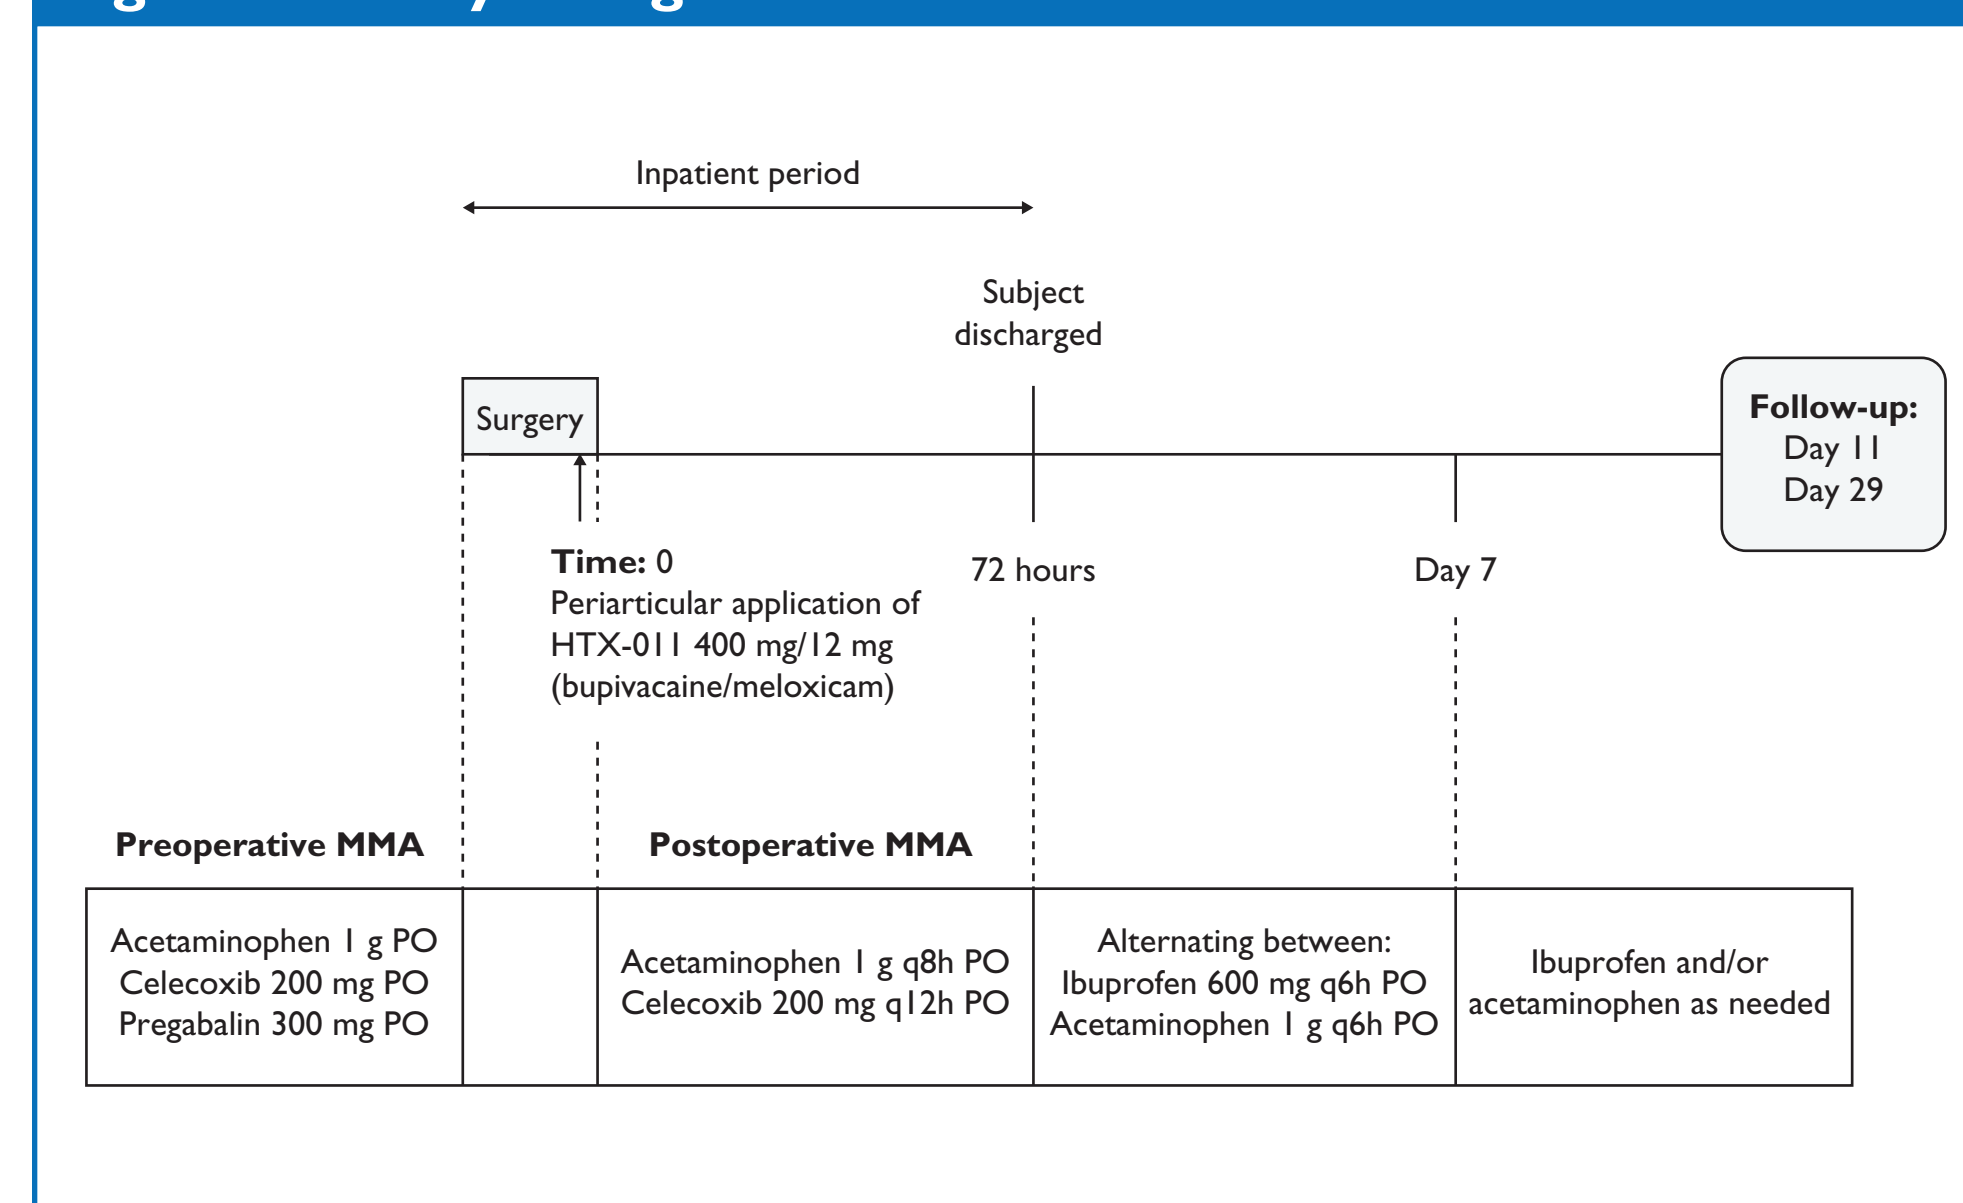 Inpatient period
Subject
discharged
Surgery
Follow-up:
Day 11
Day 29
Time: 0
Periarticular application of
HTX-011 400 mg/12 mg
(bupivacaine/meloxicam)
72 hours
Day 7
Preoperative MMA
Postoperative MMA
Acetaminophen 1 g PO
Celecoxib 200 mg PO
Pregabalin 300 mg PO
Acetaminophen 1 g q8h PO
Celecoxib 200 mg q12h PO
Alternating between:
Ibuprofen 600 mg q6h PO
Acetaminophen 1 g q6h PO
Ibuprofen and/or
acetaminophen as needed